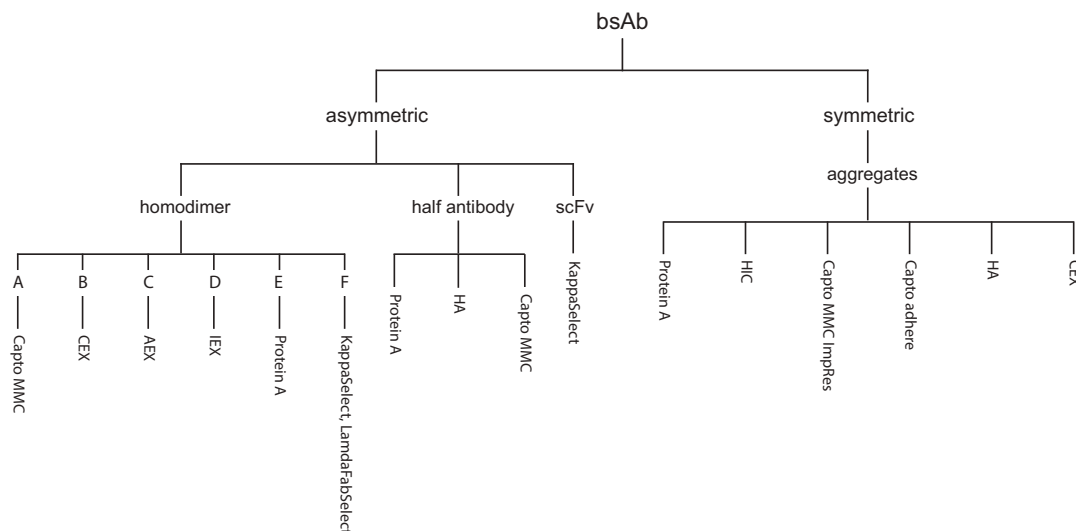 bsAb
asymmetric
symmetric
aggregates
homodimer
half antibody
scFv
A
B
C
D
E
F
Capto MMC
CEX
AEX
IEX
Protein A
KappaSelect, LamdaFabSelect
Protein A
HA
Capto MMC
KappaSelect
Protein A
HIC
Capto MMC ImpRes
Capto adhere
HA
CEX